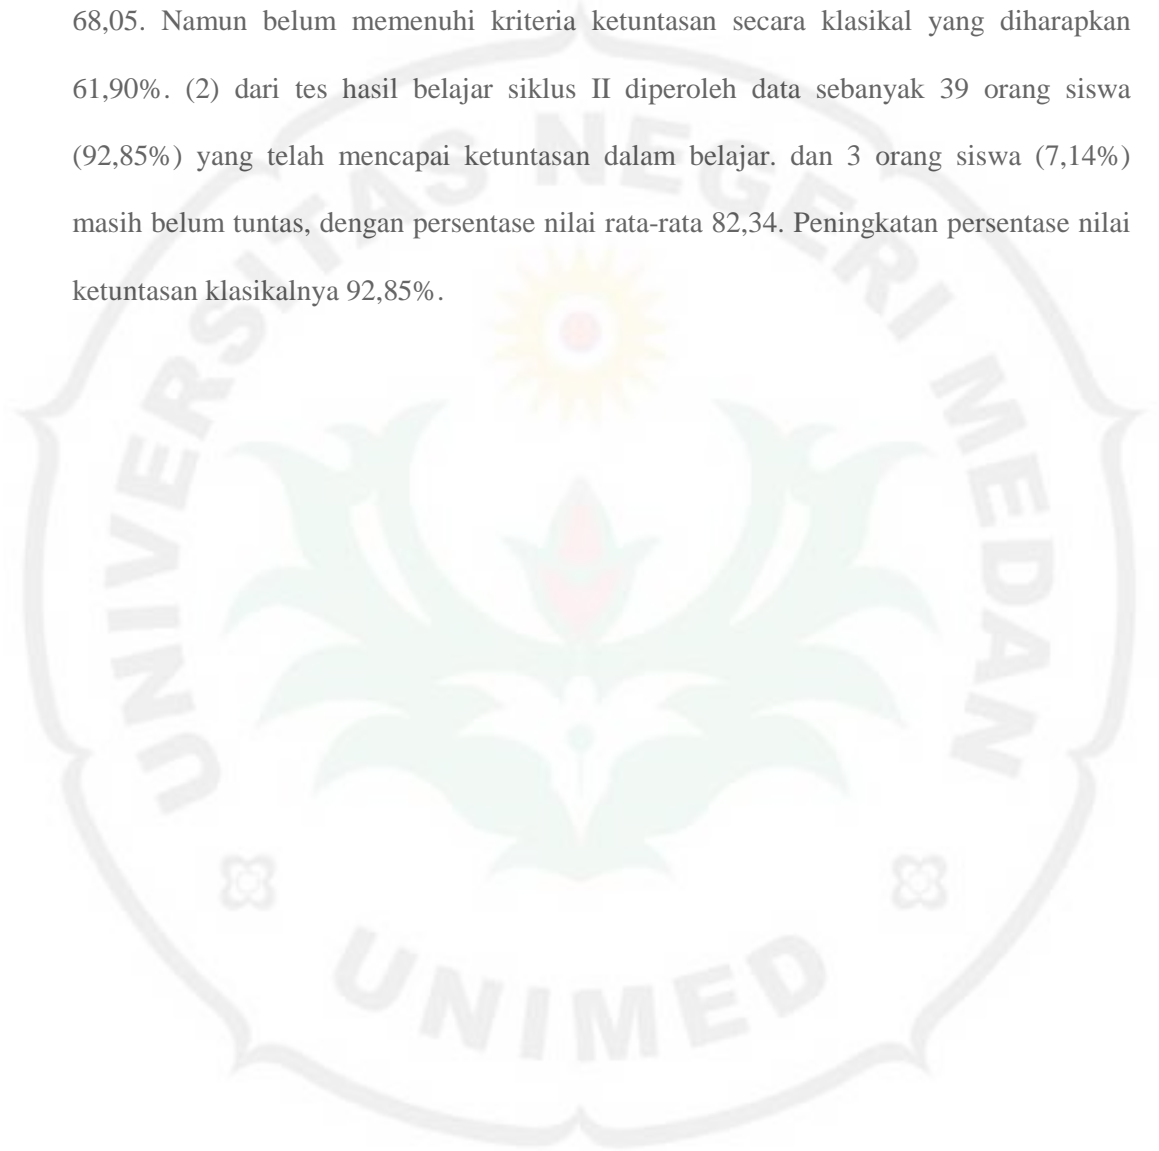 68,05. Namun belum memenuhi kriteria ketuntasan secara klasikal yang diharapkan
61,90%. (2) dari tes hasil belajar siklus II diperoleh data sebanyak 39 orang siswa
(92,85%) yang telah mencapai ketuntasan dalam belajar. dan 3 orang siswa (7,14%)
masih belum tuntas, dengan persentase nilai rata-rata 82,34. Peningkatan persentase nilai
ketuntasan klasikalnya 92,85%.
UNIVERSITAS NEGERI MEDAN
UNIMED